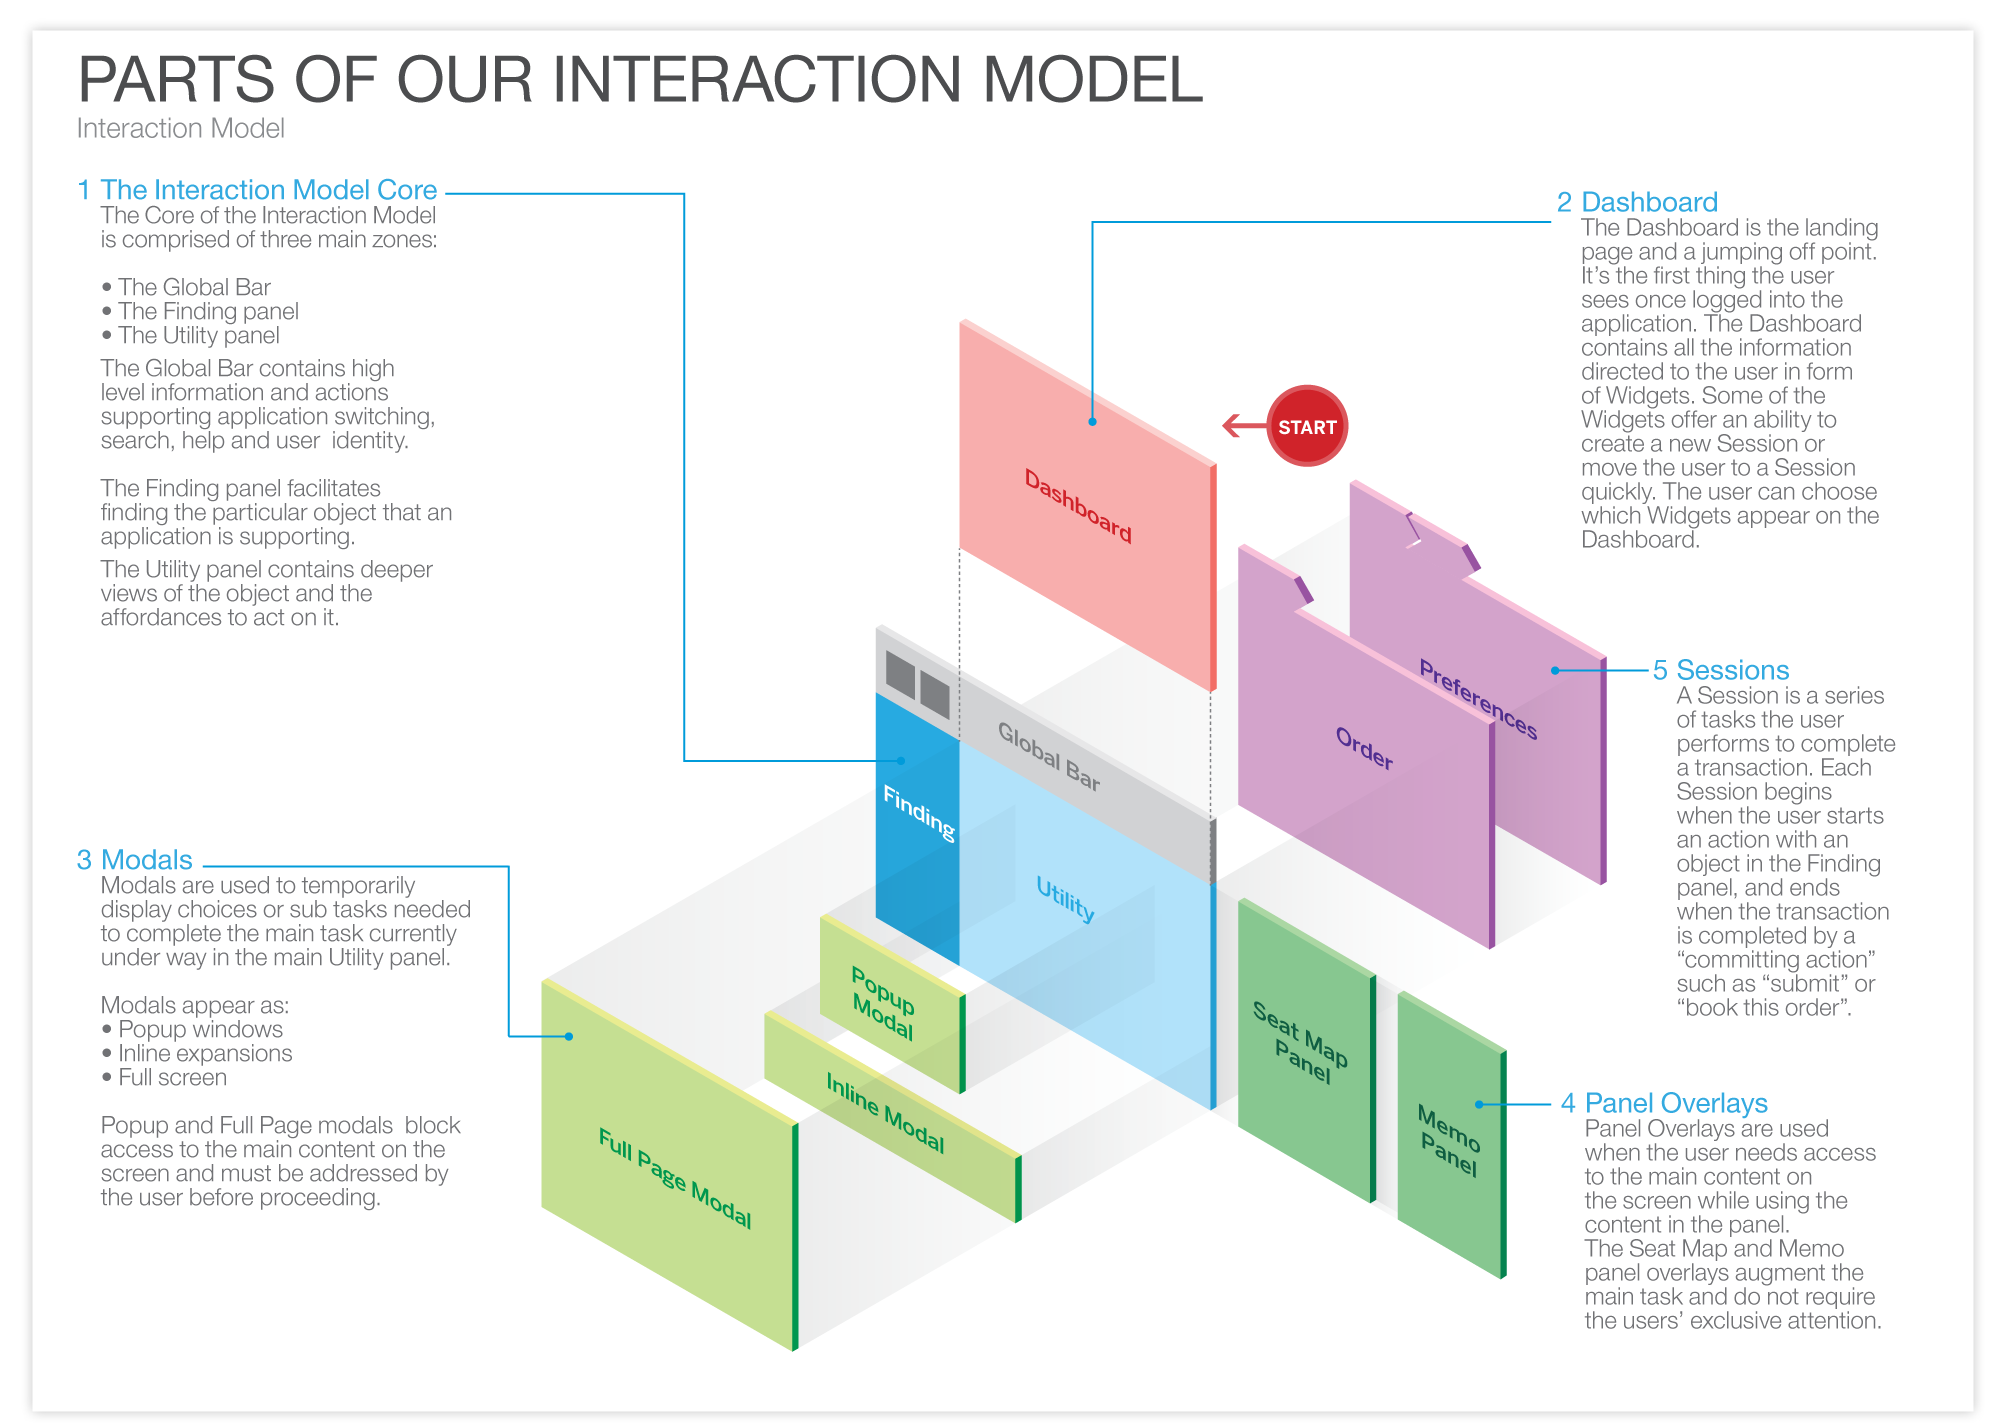 PARTS OF OUR INTERACTION MODEL
Interaction Model
1 The Interaction Model Core
The Core of the Interaction Model
is comprised of three main zones:
• The Global Bar
• The Finding panel
• The Utility panel
The Global Bar contains high
level information and actions
supporting application switching,
search, help and user identity.
The Finding panel facilitates
finding the particular object that an
application is supporting.
The Utility panel contains deeper
views of the object and the
affordances to act on it.
2 Dashboard
The Dashboard is the landing
page and a jumping off point.
It's the first thing the user
sees once logged into the
application. The Dashboard
contains all the information
directed to the user in form
of Widgets. Some of the
Widgets offer an ability to
create a new Session or
move the user to a Session
quickly. The user can choose
which Widgets appear on the
Dashboard.
START
Dashboard
Global Bar
Finding
Utility
Preferences
Order
3 Modals
Modals are used to temporarily
display choices or sub tasks needed
to complete the main task currently
under way in the main Utility panel.
Modals appear as:
• Popup windows
• Inline expansions
• Full screen
Popup and Full Page modals block
access to the main content on the
screen and must be addressed by
the user before proceeding.
Popup
Modal
Inline Modal
Full Page Modal
Seat Map
Panel
Memo
Panel
5 Sessions
A Session is a series
of tasks the user
performs to complete
a transaction. Each
Session begins
when the user starts
an action with an
object in the Finding
panel, and ends
when the transaction
is completed by a
“committing action”
such as “submit” or
“book this order”.
4 Panel Overlays
Panel Overlays are used
when the user needs access
to the main content on
the screen while using the
content in the panel.
The Seat Map and Memo
panel overlays augment the
main task and do not require
the users’ exclusive attention.